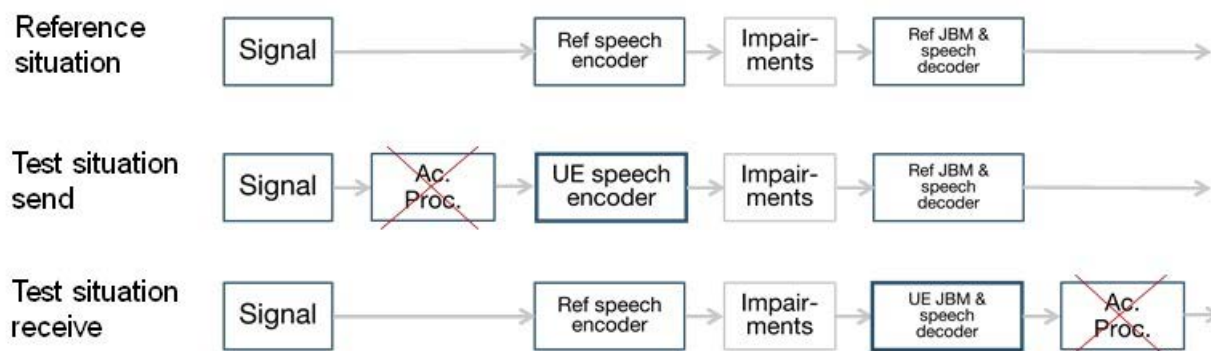 Reference
situation
Signal
Ref speech
encoder
Impair-
ments
Ref JBM &
speech
decoder
Test situation
send
Signal
Ac.
Proc.
UE speech
encoder
Impair-
ments
Ref JBM &
speech
decoder
Test situation
receive
Signal
Ref speech
encoder
Impair-
ments
UE JBM &
speech
decoder
Ac.
Proc.